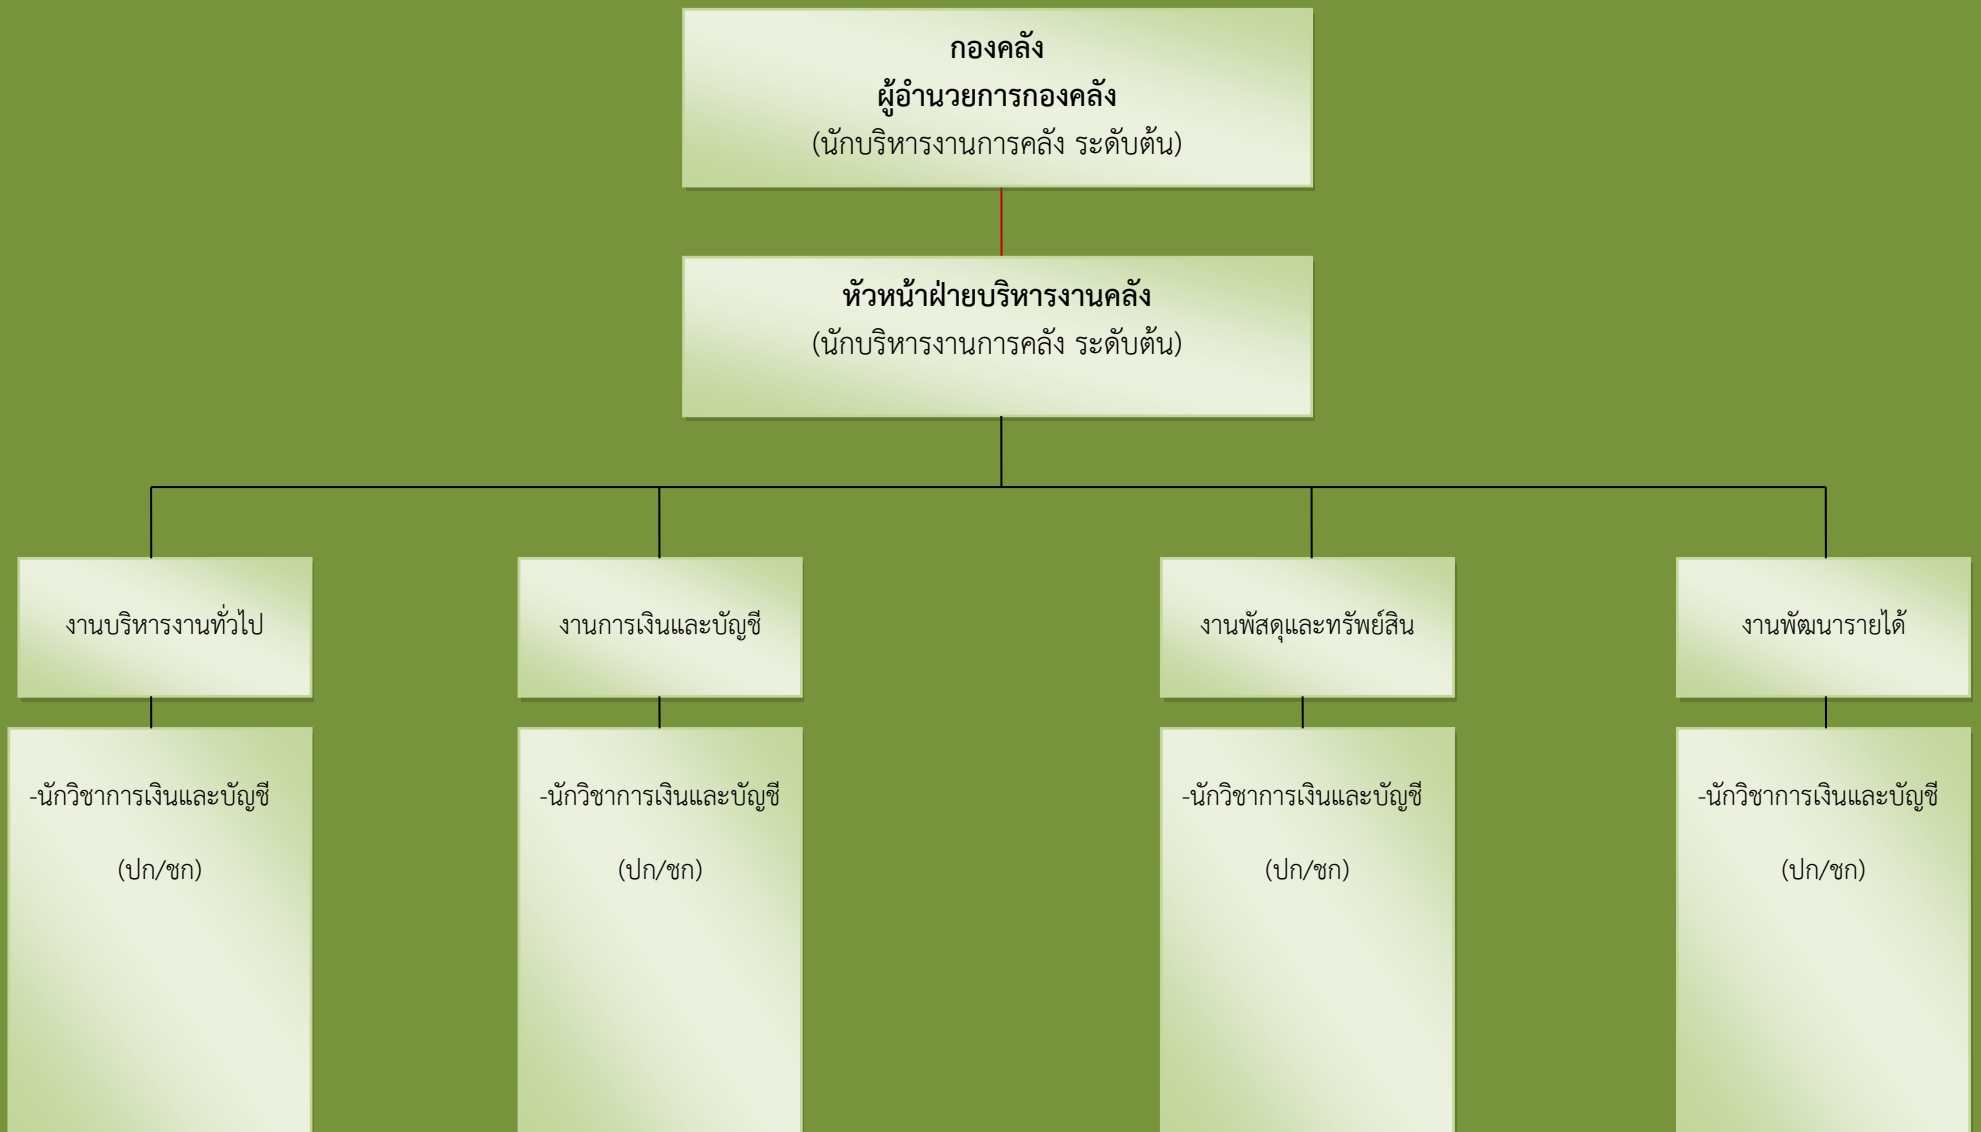 กองคลัง
ผู้อำนวยการกองคลัง
(นักบริหารงานการคลัง ระดับต้น)
หัวหน้าฝ่ายบริหารงานคลัง
(นักบริหารงานการคลัง ระดับต้น)
งานบริหารงานทั่วไป
งานการเงินและบัญชี
งานพัสดุและทรัพย์สิน
งานพัฒนารายได้
-นักวิชาการเงินและบัญชี
(ปก/ชก)
-นักวิชาการเงินและบัญชี
(ปก/ชก)
-นักวิชาการเงินและบัญชี
(ปก/ชก)
-นักวิชาการเงินและบัญชี
(ปก/ชก)